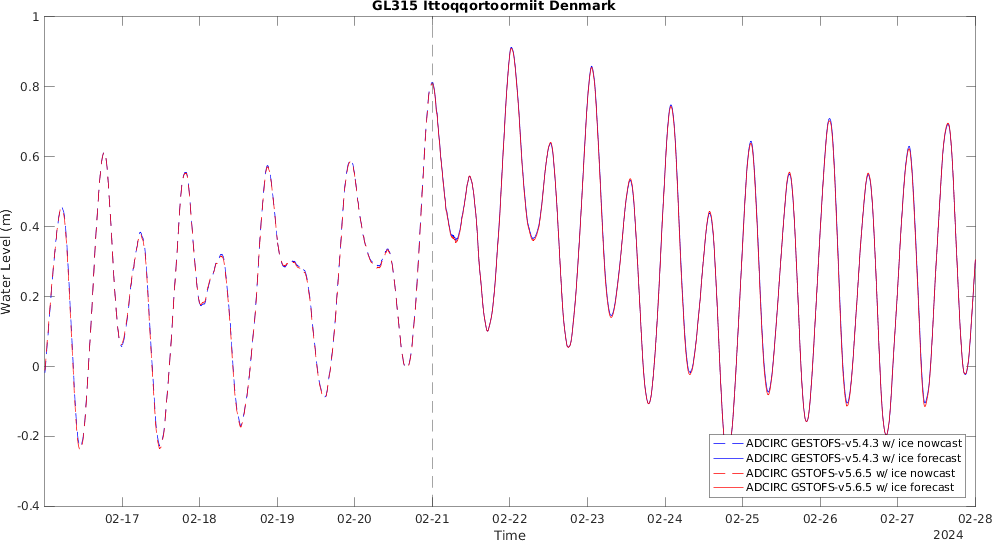 GL315 Ittoqqortoormiit Denmark
1
0.8
0.6
0.4
0.2
0
-0.2
-0.4
Water Level (m)
ADCIRC GESTOFS-v5.4.3 w/ ice nowcast
ADCIRC GESTOFS-v5.4.3 w/ ice forecast
ADCIRC GSTOFS-v5.6.5 w/ ice nowcast
ADCIRC GSTOFS-v5.6.5 w/ ice forecast
02-17 02-18 02-19 02-20 02-21 02-22 02-23 02-24 02-25 02-26 02-27 02-28
Time
2024